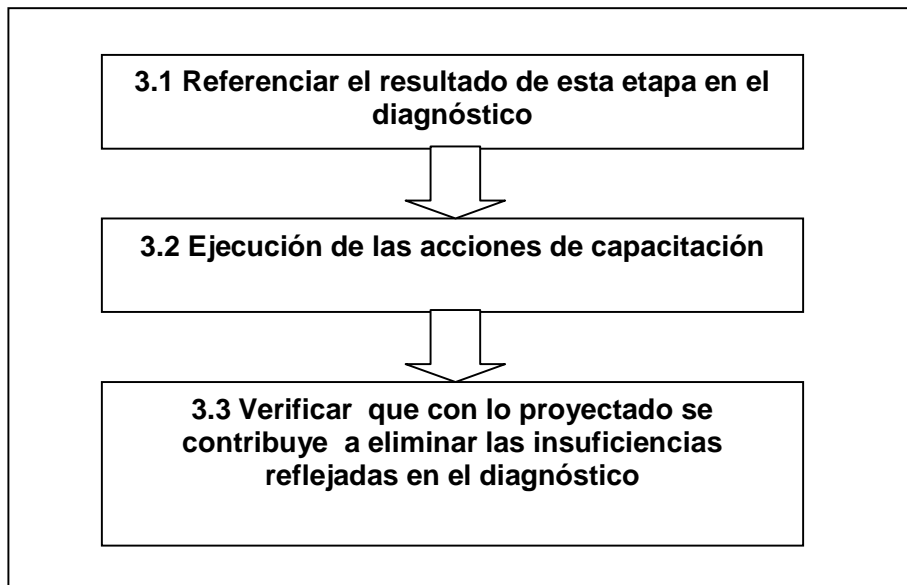 3.1 Referenciar el resultado de esta etapa en el
diagnóstico
3.2 Ejecución de las acciones de capacitación
3.3 Verificar  que con lo proyectado se
contribuye  a eliminar las insuficiencias
reflejadas en el diagnóstico